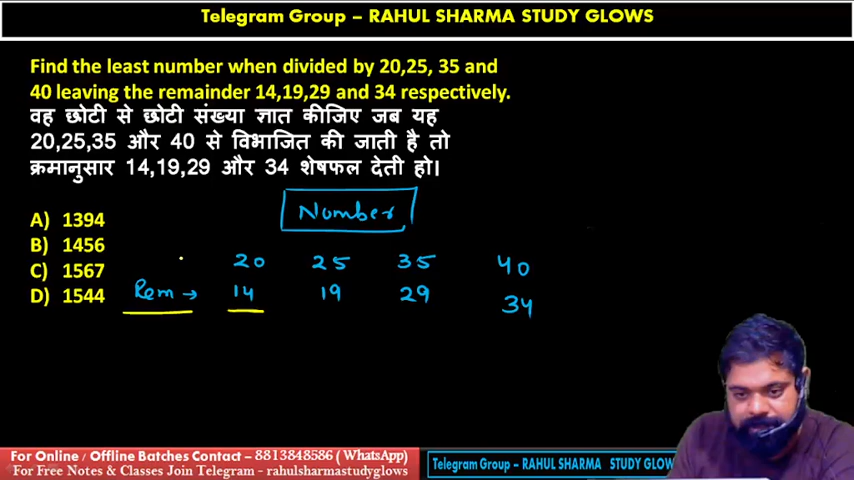 Telegram Group – RAHUL SHARMA STUDY GLOWS
Find the least number when divided by 20,25, 35 and
40 leaving the remainder 14,19,29 and 34 respectively.
वह छोटी से छोटी संख्या ज्ञात कीजिए जब यह
20,25,35 और 40 से विभाजित की जाती है तो
क्रमानुसार 14,19,29 और 34 शेषफल देती हो।
Number
A) 1394
B) 1456
C) 1567
D) 1544
20 25 35 40
Rem → 14 19 29 34
For Online / Offline Batches Contact – 8813848586 ( WhatsApp)
For Free Notes & Classes Join Telegram - rahulsharmastudyglows
Telegram Group – RAHUL SHARMA STUDY GLOW